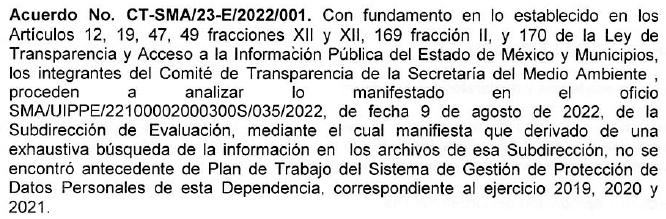 Acuerdo No. CT-SMA/23-E/2022/001. Con fundamento en lo establecido en los
Artículos 12, 19, 47, 49 fracciones XII y XII, 169 fracción II, y 170 de la Ley de
Transparencia y Acceso a la Información Pública del Estado de México y Municipios,
los integrantes del Comité de Transparencia de la Secretaría del Medio Ambiente ,
proceden a analizar lo manifestado en el oficio
SMA/UIPPE/22100002000300S/035/2022, de fecha 9 de agosto de 2022, de la
Subdirección de Evaluación, mediante el cual manifiesta que derivado de una
exhaustiva búsqueda de la información en los archivos de esa Subdirección, no se
encontró antecedente de Plan de Trabajo del Sistema de Gestión de Protección de
Datos Personales de esta Dependencia, correspondiente al ejercicio 2019, 2020 y
2021.